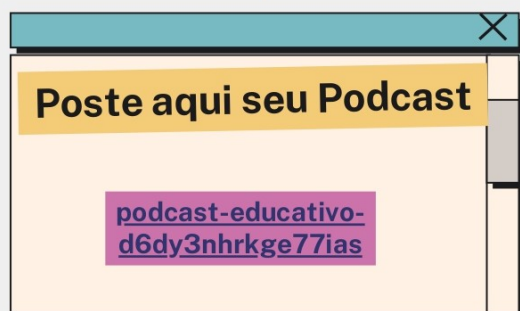 Poste aqui seu Podcast
podcast-educativo-
d6dy3nhrkge77ias